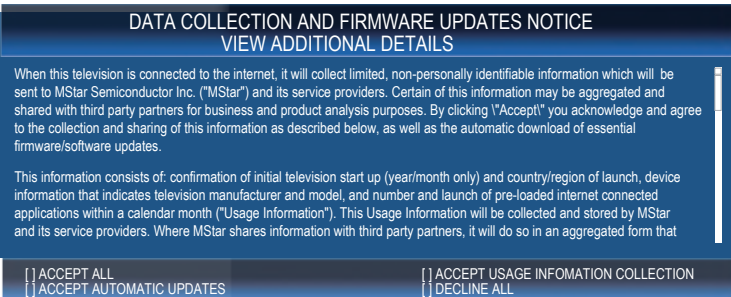 DATA COLLECTION AND FIRMWARE UPDATES NOTICE
VIEW ADDITIONAL DETAILS
When this television is connected to the internet, it will collect limited, non-personally identifiable information which will be
sent to MStar Semiconductor Inc. ("MStar") and its service providers. Certain of this information may be aggregated and
shared with third party partners for business and product analysis purposes. By clicking \"Accept\" you acknowledge and agree
to the collection and sharing of this information as described below, as well as the automatic download of essential
firmware/software updates.
This information consists of: confirmation of initial television start up (year/month only) and country/region of launch, device
information that indicates television manufacturer and model, and number and launch of pre-loaded internet connected
applications within a calendar month ("Usage Information"). This Usage Information will be collected and stored by MStar
and its service providers. Where MStar shares information with third party partners, it will do so in an aggregated form that
[ ] ACCEPT ALL
[ ] ACCEPT USAGE INFOMATION COLLECTION
[ ] ACCEPT AUTOMATIC UPDATES
[ ] DECLINE ALL